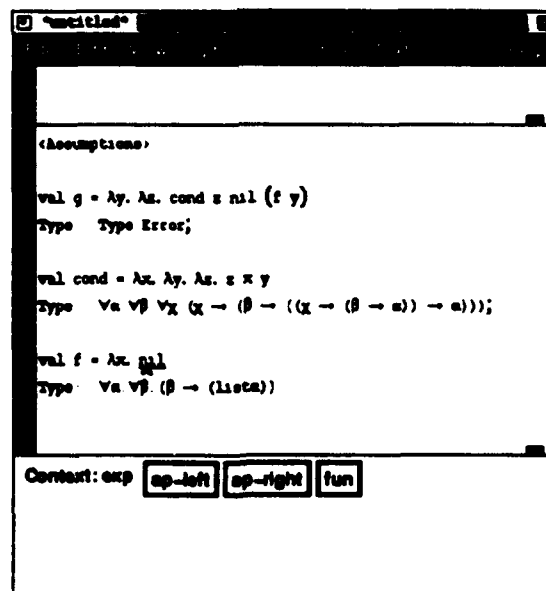 *untitled*
<Assumptions>
val g = λy. λz. cond z nil (f y)
Type Type Error;
val cond = λx. λy. λz. z x y
Type ∀α ∀β ∀χ (χ → (β → ((χ → (β → α)) → α)));
val f = λx. nil
Type ∀α ∀β (β → (listα))
Context: exp ap-left ap-right fun